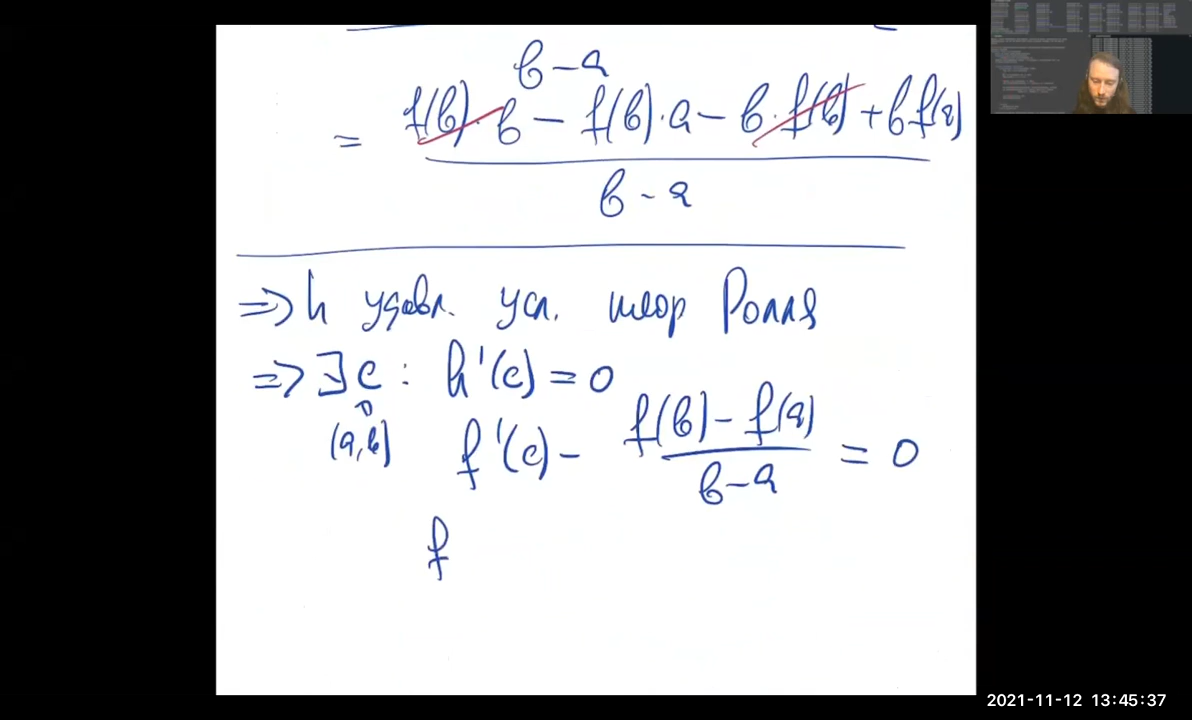 b - a
= f(b)·b - f(b)·a - b·f(b) + bf(a)
b - a
=> h удовл. усл. теор Ролля
=> ∃ c : h'(c) = 0
(a,b)
f'(c) - f(b) - f(a) / b - a = 0
f
2021-11-12 13:45:37